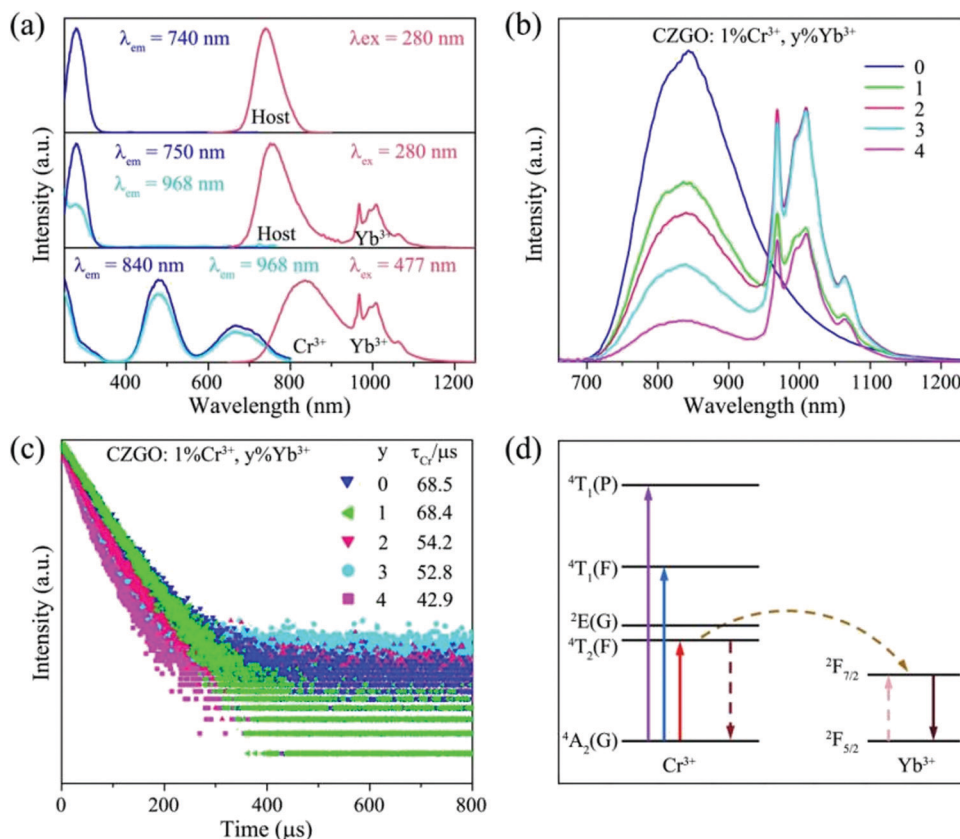 (a)
λem = 740 nm
λex = 280 nm
Host
λem = 750 nm
λex = 280 nm
λem = 968 nm
Host
Yb³⁺
λem = 840 nm
λem = 968 nm
λex = 477 nm
Cr³⁺
Yb³⁺
400 600 800 1000 1200
Wavelength (nm)
Intensity (a.u.)
(b)
CZGO: 1%Cr³⁺, y%Yb³⁺
0
1
2
3
4
700 800 900 1000 1100 1200
Wavelength (nm)
Intensity (a.u.)
(c)
CZGO: 1%Cr³⁺, y%Yb³⁺
y τCr/μs
0 68.5
1 68.4
2 54.2
3 52.8
4 42.9
0 200 400 600 800
Time (μs)
Intensity (a.u.)
(d)
⁴T₁(P)
⁴T₁(F)
²E(G)
⁴T₂(F)
²F₇/₂
⁴A₂(G)
²F₅/₂
Cr³⁺
Yb³⁺